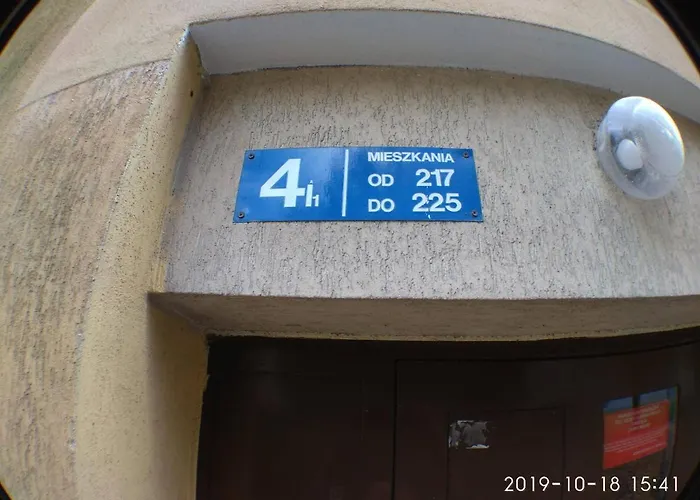 4i1
MIESZKANIA
OD 217
DO 225
2019-10-18 15:41